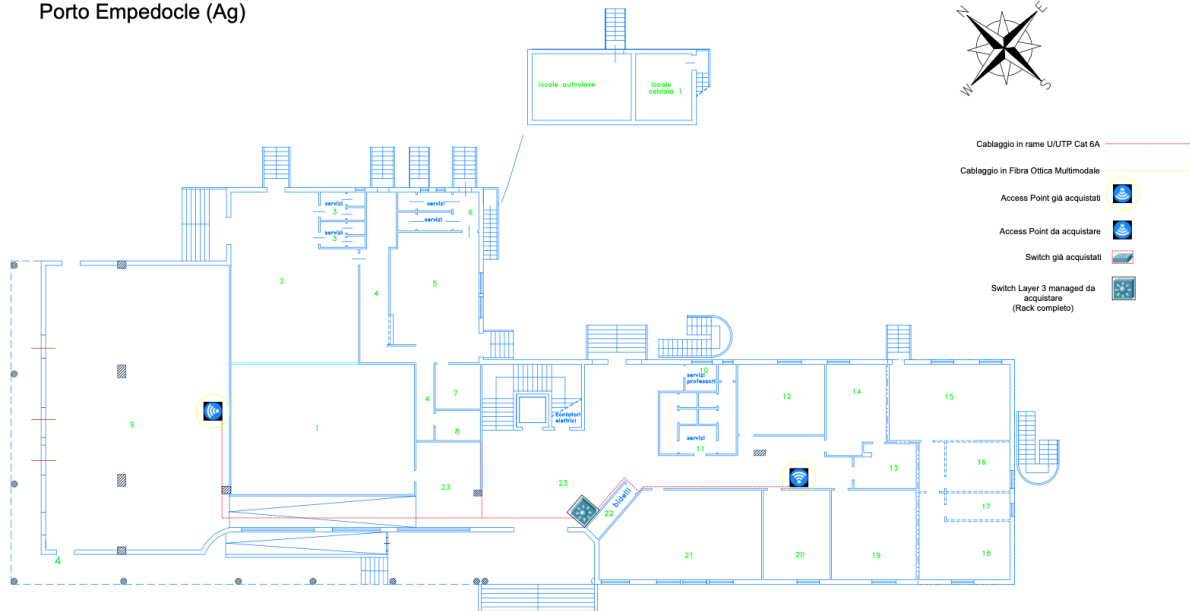 Porto Empedocle (Ag)
N
E
W
S
locale autoclave
locale
caldaia 1
Cablaggio in rame U/UTP Cat 6A
Cablaggio in Fibra Ottica Multimodale
Access Point già acquistati
Access Point da acquistare
Switch già acquistati
Switch Layer 3 managed da
acquistare
(Rack completo)
servizi
3
servizi
3
servizi
6
servizi
2
4
5
9
1
4
7
8
23
contatori
elettrici
23
10
servizi
professori
servizi
11
12
14
15
13
16
17
18
bidelli
22
21
20
19
4